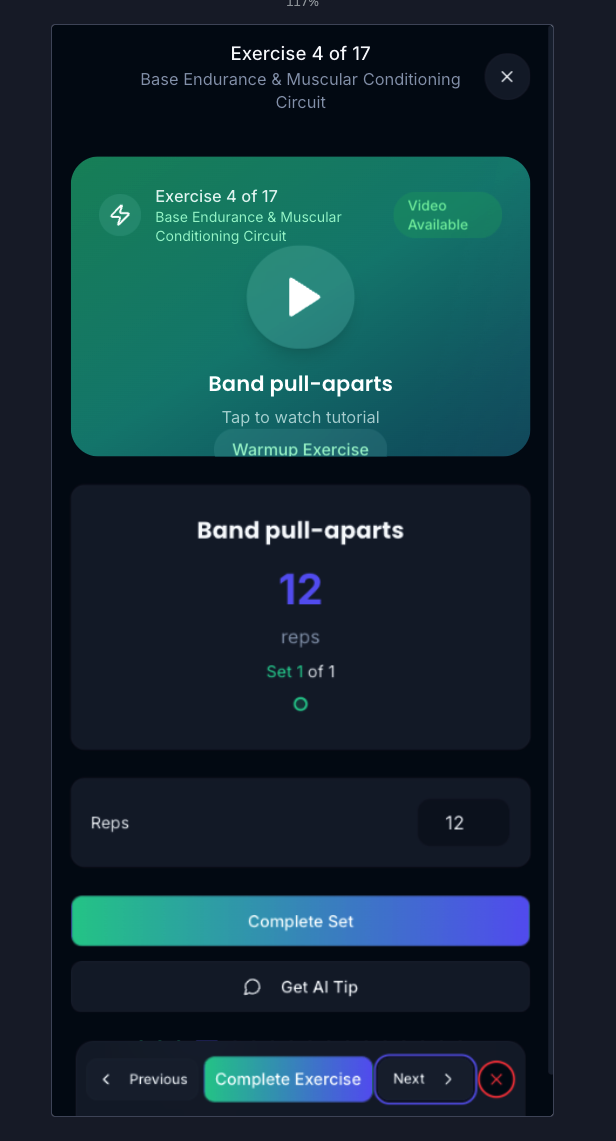 117%
Exercise 4 of 17
Base Endurance & Muscular Conditioning
Circuit
Exercise 4 of 17
Base Endurance & Muscular
Conditioning Circuit
Video
Available
Band pull-aparts
Tap to watch tutorial
Warmup Exercise
Band pull-aparts
12
reps
Set 1 of 1
Reps
12
Complete Set
Get AI Tip
Previous
Complete Exercise
Next